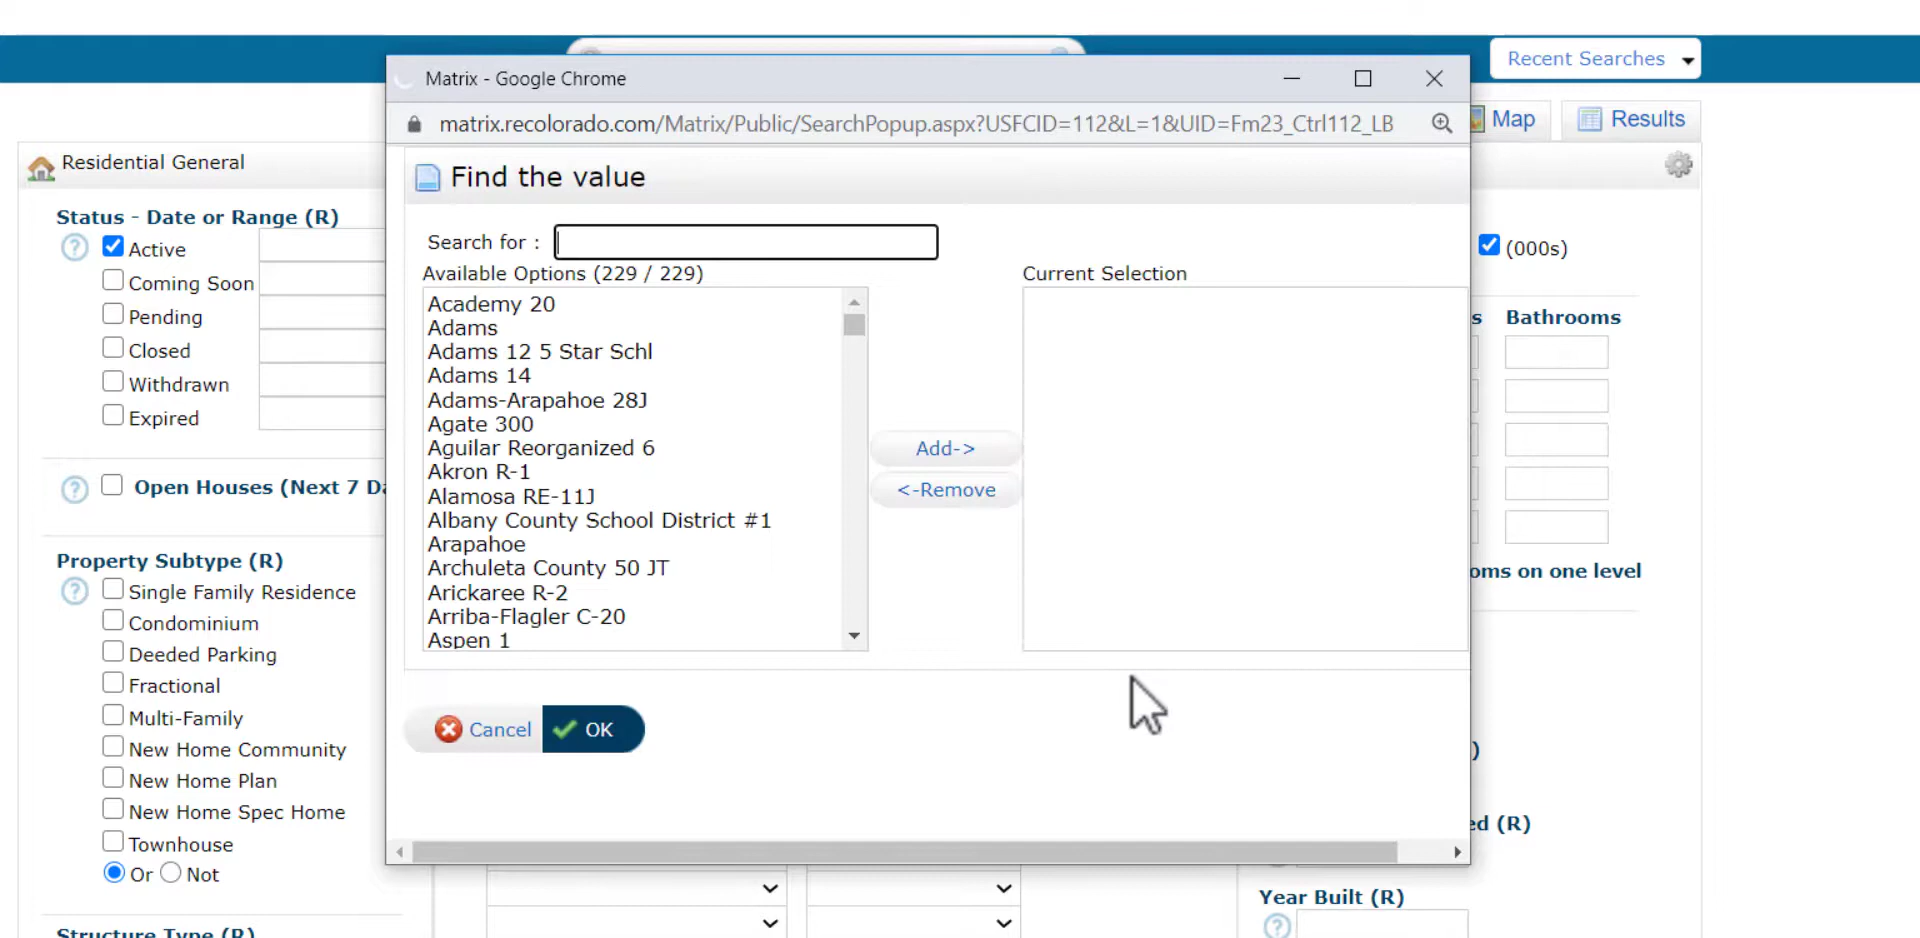 Recent Searches
Matrix - Google Chrome
matrix.recolorado.com/Matrix/Public/SearchPopup.aspx?USFCID=112&L=1&UID=Fm23_Ctrl112_LB
Map
Results
Residential General
Find the value
Status - Date or Range (R)
Active
Coming Soon
Pending
Closed
Withdrawn
Expired
Open Houses (Next 7 Da
Property Subtype (R)
Single Family Residence
Condominium
Deeded Parking
Fractional
Multi-Family
New Home Community
New Home Plan
New Home Spec Home
Townhouse
Or Not
Structure Type (R)
Search for :
Available Options (229 / 229)
Academy 20
Adams
Adams 12 5 Star Schl
Adams 14
Adams-Arapahoe 28J
Agate 300
Aguilar Reorganized 6
Akron R-1
Alamosa RE-11J
Albany County School District #1
Arapahoe
Archuleta County 50 JT
Arickaree R-2
Arriba-Flagler C-20
Aspen 1
Add->
<-Remove
Current Selection
Cancel
OK
(000s)
s Bathrooms
oms on one level
)
ed (R)
Year Built (R)